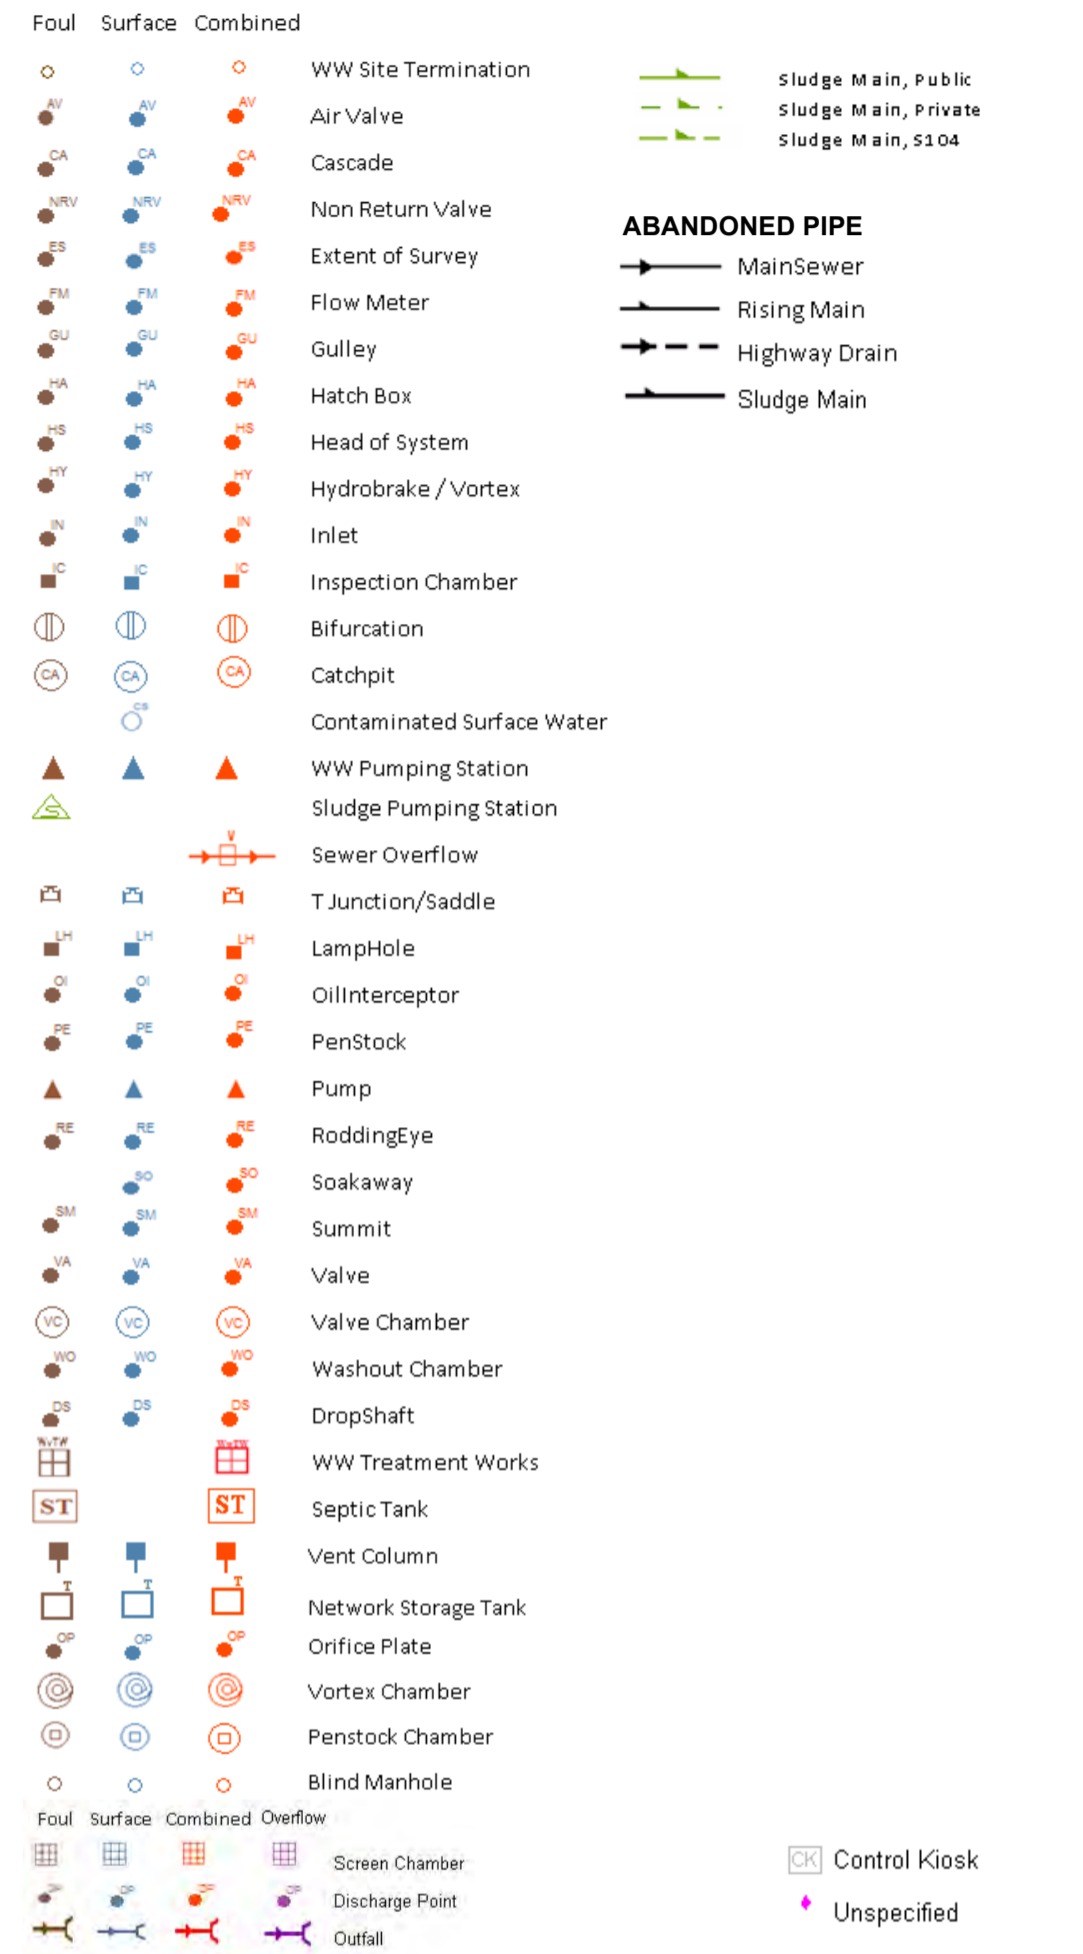 Foul Surface Combined
WW Site Termination
AV AV AV Air Valve
CA CA CA Cascade
NRV NRV NRV Non Return Valve
ES ES ES Extent of Survey
FM FM FM Flow Meter
GU GU GU Gulley
HA HA HA Hatch Box
HS HS HS Head of System
HY HY HY Hydrobrake / Vortex
IN IN IN Inlet
IC IC IC Inspection Chamber
Bifurcation
CA CA CA Catchpit
CS Contaminated Surface Water
WW Pumping Station
S Sludge Pumping Station
V Sewer Overflow
T Junction/Saddle
LH LH LH LampHole
OI OI OI OilInterceptor
PE PE PE PenStock
Pump
RE RE RE RoddingEye
SO SO Soakaway
SM SM SM Summit
VA VA VA Valve
VC VC VC Valve Chamber
WO WO WO Washout Chamber
DS DS DS DropShaft
WwTW WwTW WW Treatment Works
ST ST Septic Tank
Vent Column
T T T Network Storage Tank
OP OP OP Orifice Plate
Vortex Chamber
Penstock Chamber
Blind Manhole
Foul Surface Combined Overflow
Screen Chamber
DP DP DP DP Discharge Point
Outfall
Sludge Main, Public
Sludge Main, Private
Sludge Main, S104
ABANDONED PIPE
MainSewer
Rising Main
Highway Drain
Sludge Main
CK Control Kiosk
Unspecified